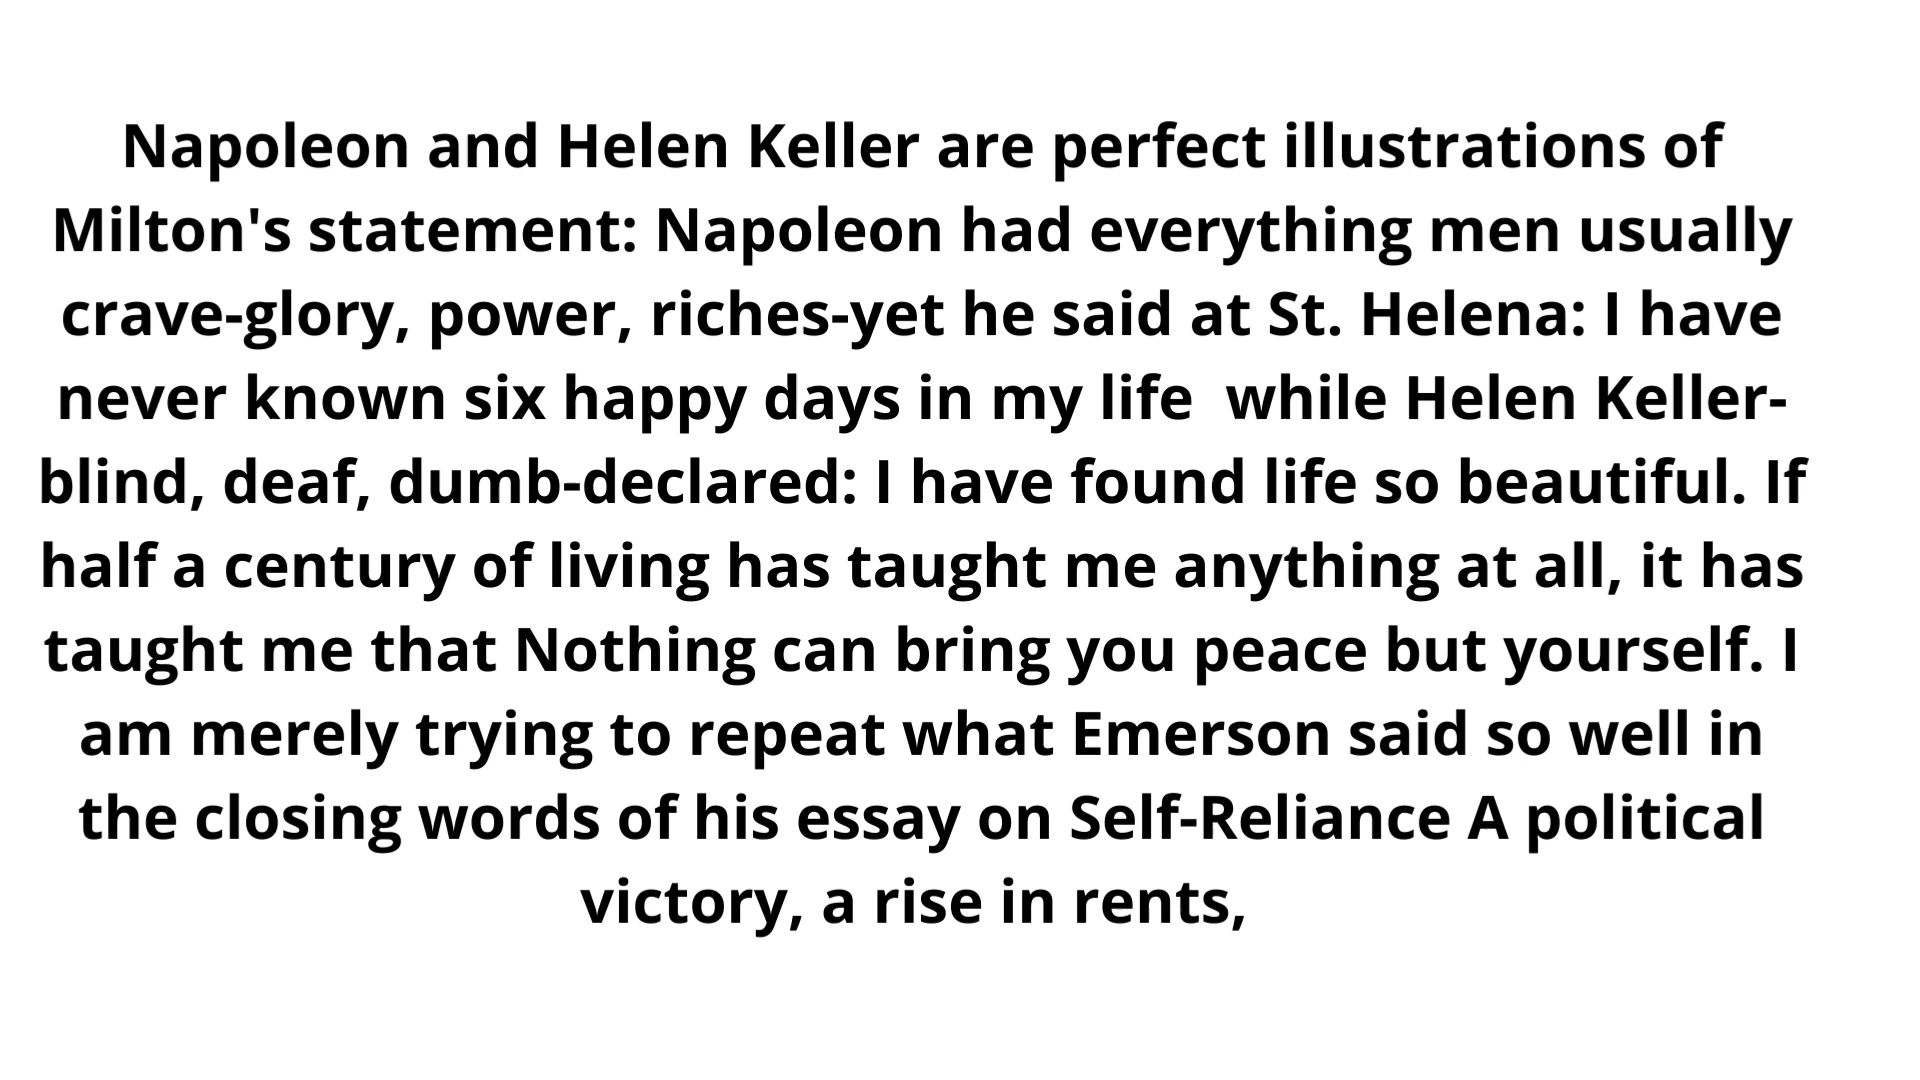 Napoleon and Helen Keller are perfect illustrations of
Milton's statement: Napoleon had everything men usually
crave-glory, power, riches-yet he said at St. Helena: I have
never known six happy days in my life  while Helen Keller-
blind, deaf, dumb-declared: I have found life so beautiful. If
half a century of living has taught me anything at all, it has
taught me that Nothing can bring you peace but yourself. I
am merely trying to repeat what Emerson said so well in
the closing words of his essay on Self-Reliance A political
victory, a rise in rents,